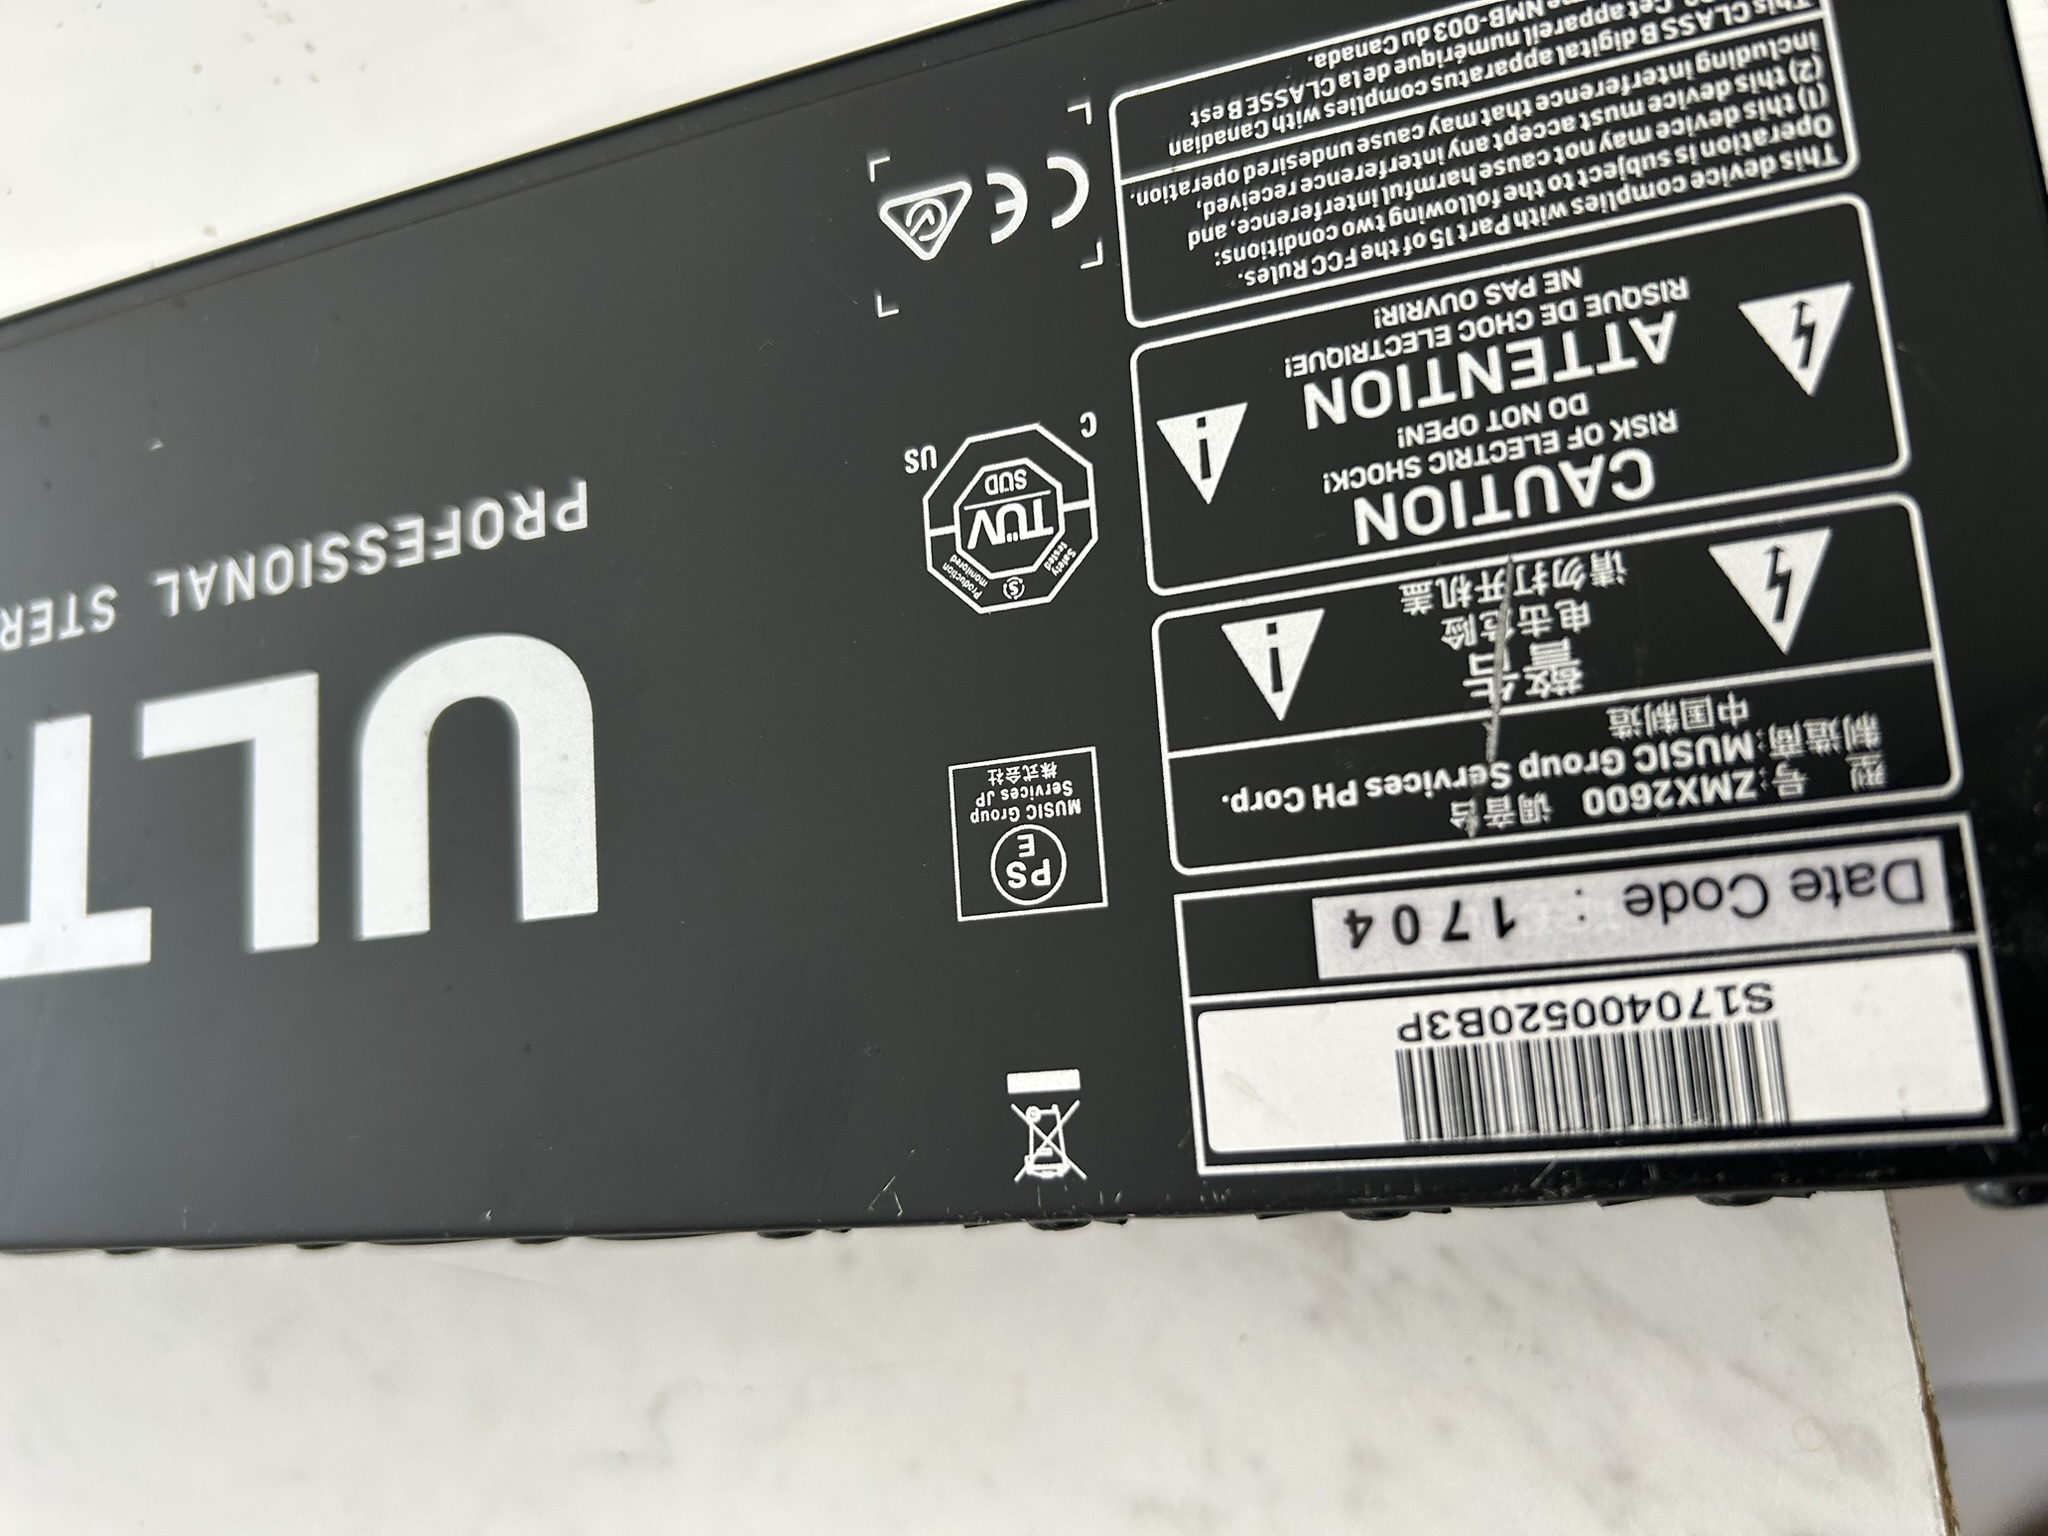 S170400520B3P
Date Code : 1704
型 号: ZMX2600 调音台
制造商: MUSIC Group Services PH Corp.
中国制造
警告
电击危险
请勿打开机盖
CAUTION
RISK OF ELECTRIC SHOCK!
DO NOT OPEN!
ATTENTION
RISQUE DE CHOC ELECTRIQUE!
NE PAS OUVRIR!
This device complies with Part 15 of the FCC Rules.
Operation is subject to the following two conditions:
(1) this device may not cause harmful interference, and
(2) this device must accept any interference received,
including interference that may cause undesired operation.
This CLASS B digital apparatus complies with Canadian
Cet appareil numérique de la CLASSE B est
NMB-003 du Canada.
PS
E
MUSIC Group
Services JP
株式会社
Safety
tested
Production
monitored
TÜV
SÜD
C US
CE
ULT
PROFESSIONAL STER